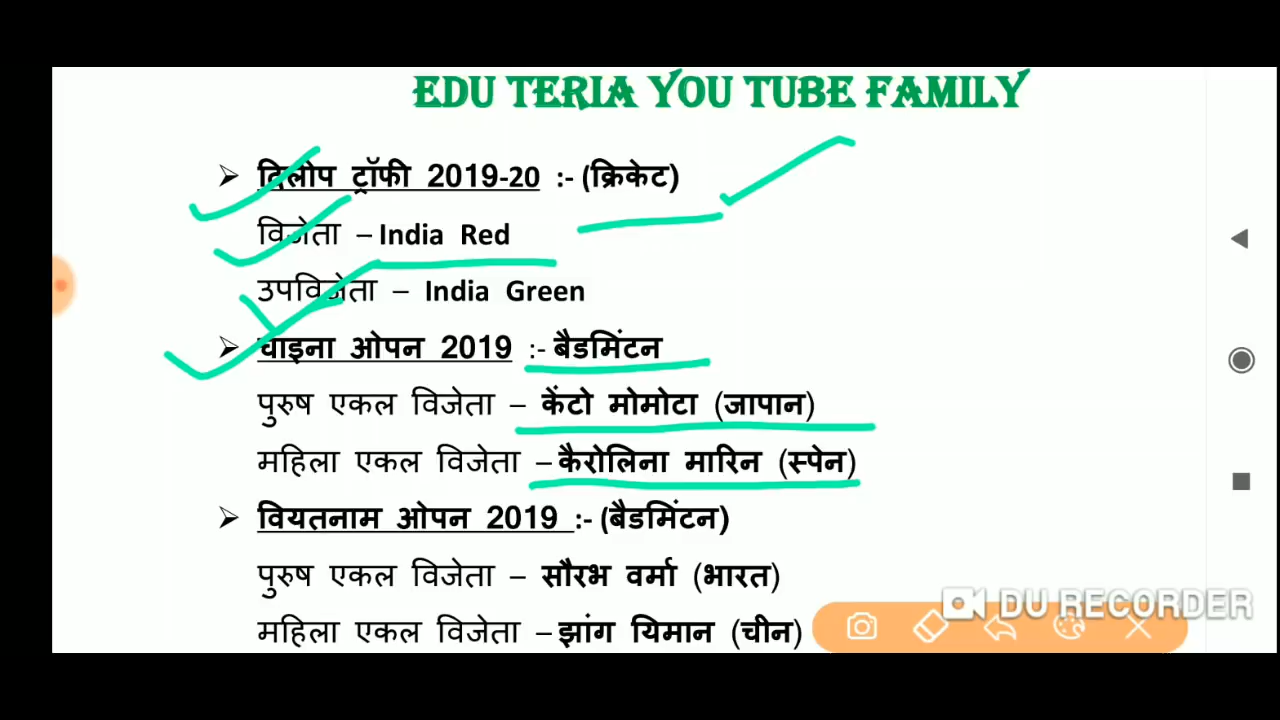 EDU TERIA YOU TUBE FAMILY
➢ दिलोप ट्रॉफी 2019-20 :- (क्रिकेट)
विजेता – India Red
उपविजेता – India Green
➢ चाइना ओपन 2019 :- बैडमिंटन
पुरुष एकल विजेता – केंटो मोमोटा (जापान)
महिला एकल विजेता – कैरोलिना मारिन (स्पेन)
➢ वियतनाम ओपन 2019 :- (बैडमिंटन)
पुरुष एकल विजेता – सौरभ वर्मा (भारत)
महिला एकल विजेता – झांग यिमान (चीन)
DU RECORDER